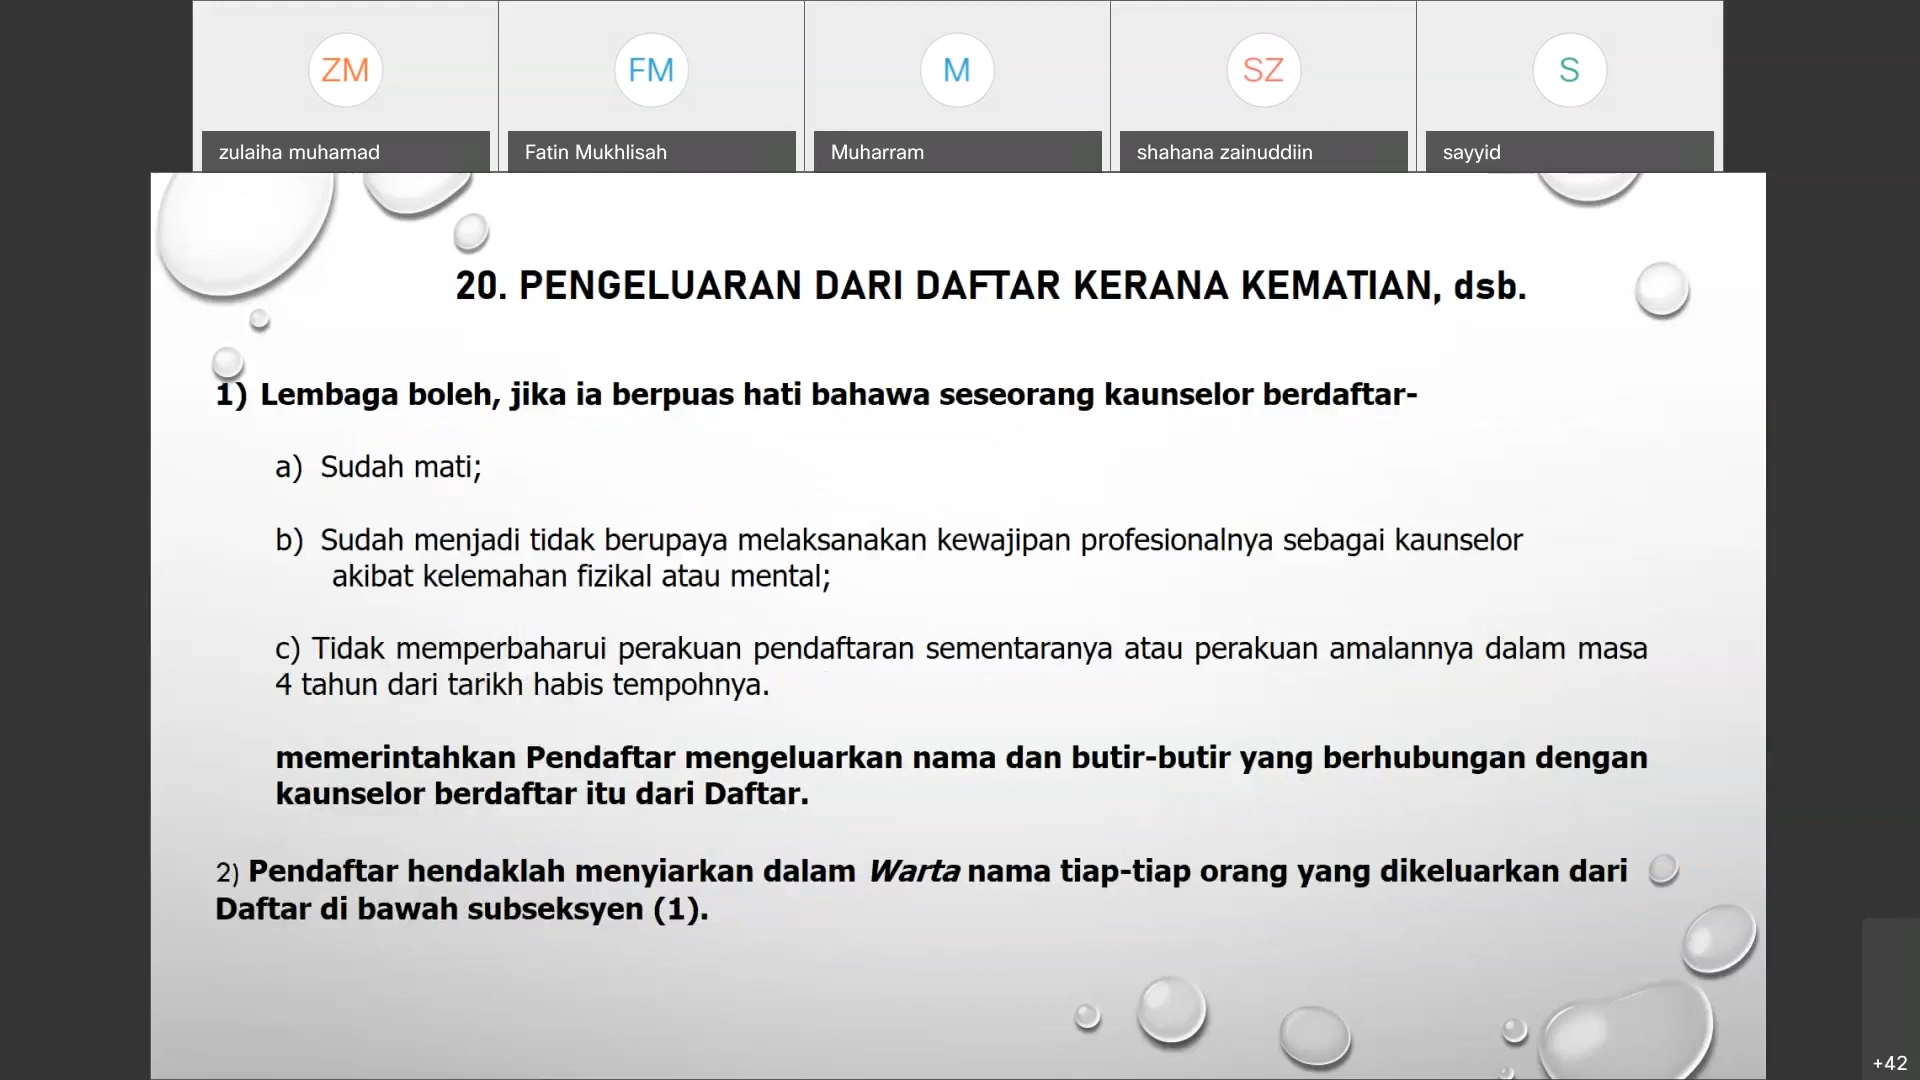 ZM
FM
M
SZ
S
zulaiha muhamad
Fatin Mukhlisah
Muharram
shahana zainuddiin
sayyid
20. PENGELUARAN DARI DAFTAR KERANA KEMATIAN, dsb.
1) Lembaga boleh, jika ia berpuas hati bahawa seseorang kaunselor berdaftar-
a) Sudah mati;
b) Sudah menjadi tidak berupaya melaksanakan kewajipan profesionalnya sebagai kaunselor
akibat kelemahan fizikal atau mental;
c) Tidak memperbaharui perakuan pendaftaran sementaranya atau perakuan amalannya dalam masa
4 tahun dari tarikh habis tempohnya.
memerintahkan Pendaftar mengeluarkan nama dan butir-butir yang berhubungan dengan
kaunselor berdaftar itu dari Daftar.
2) Pendaftar hendaklah menyiarkan dalam Warta nama tiap-tiap orang yang dikeluarkan dari
Daftar di bawah subseksyen (1).
+42